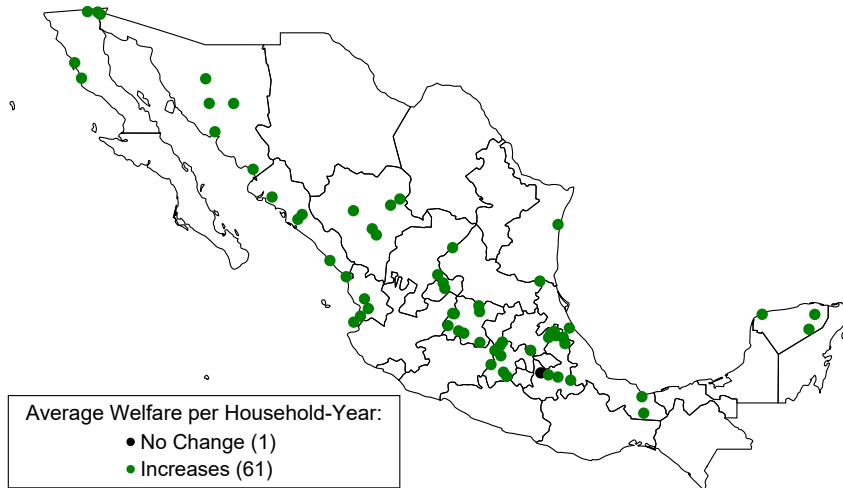 Average Welfare per Household-Year:
No Change (1)
Increases (61)